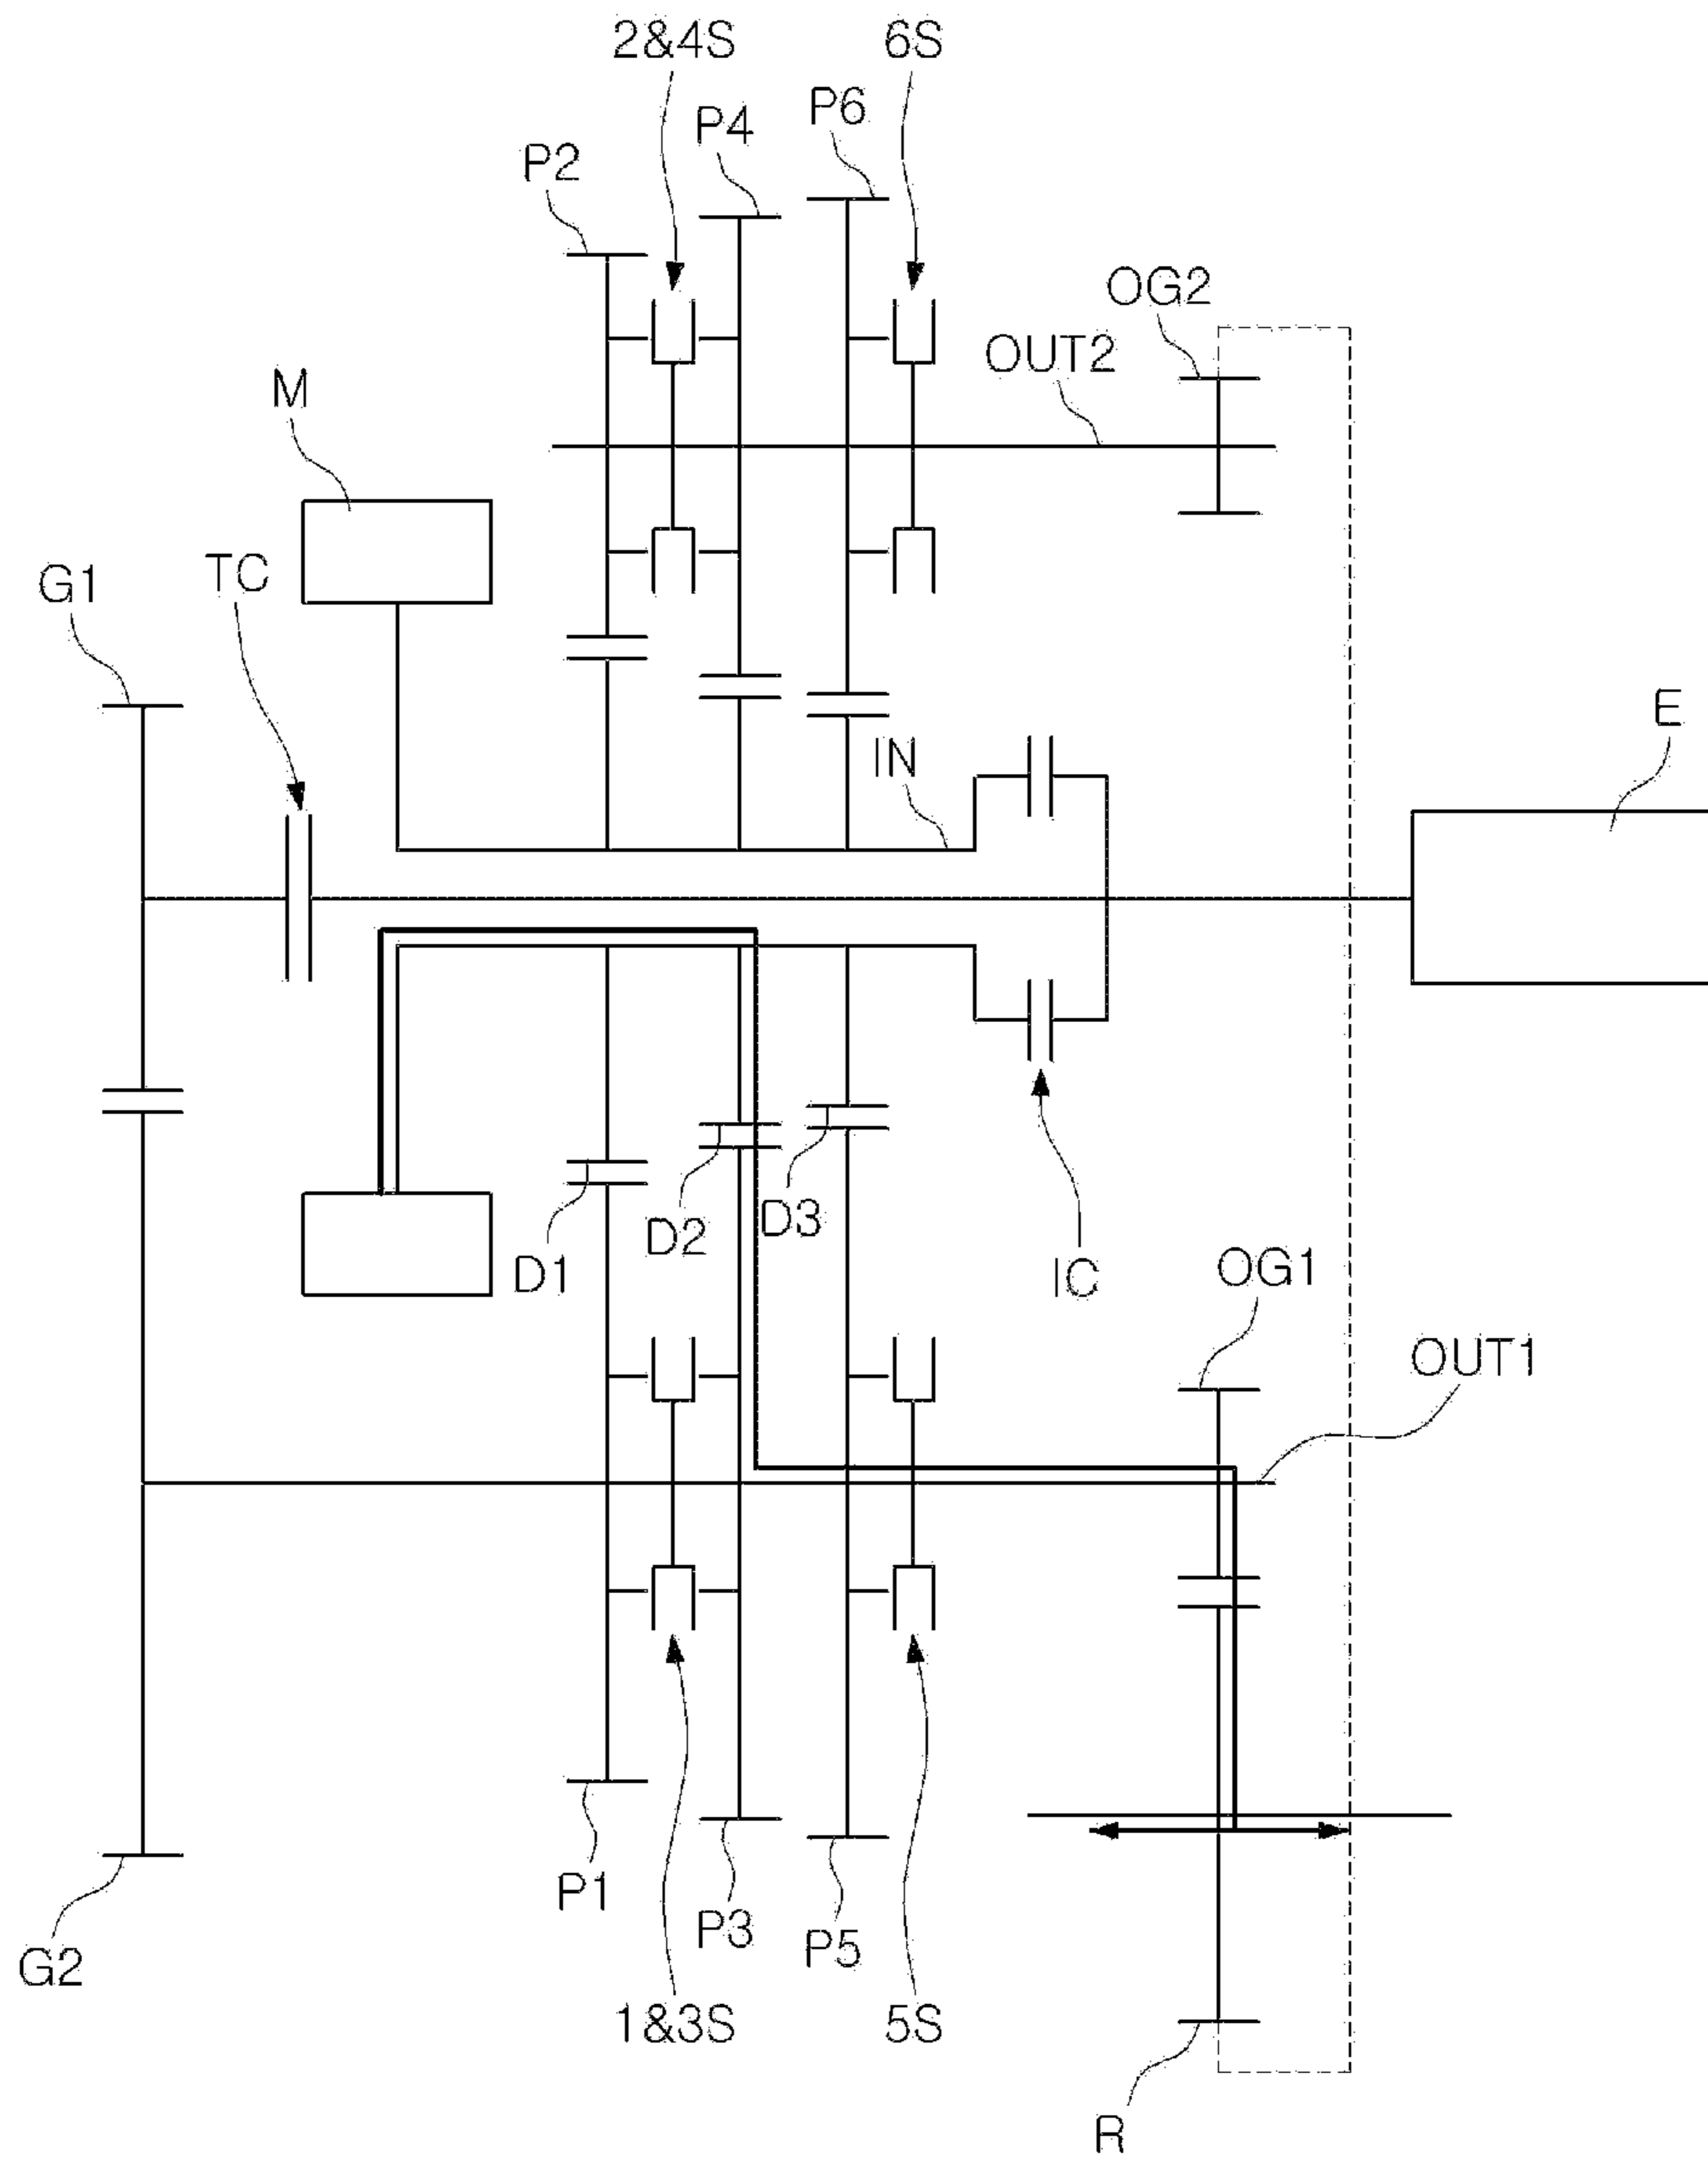 2&4S
6S
P6
P4
P2
OG2
OUT2
M
TC
G1
E
IN
D3
D2
D1
IC
OG1
OUT1
P1
P3
P5
G2
1&3S
5S
R